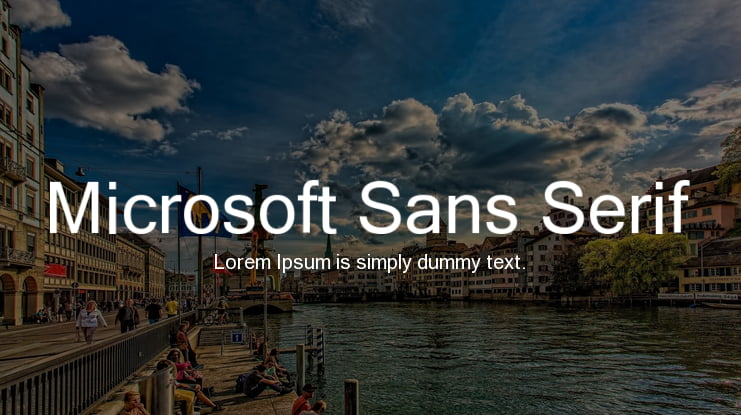 Microsoft Sans Serif
Lorem Ipsum is simply dummy text.